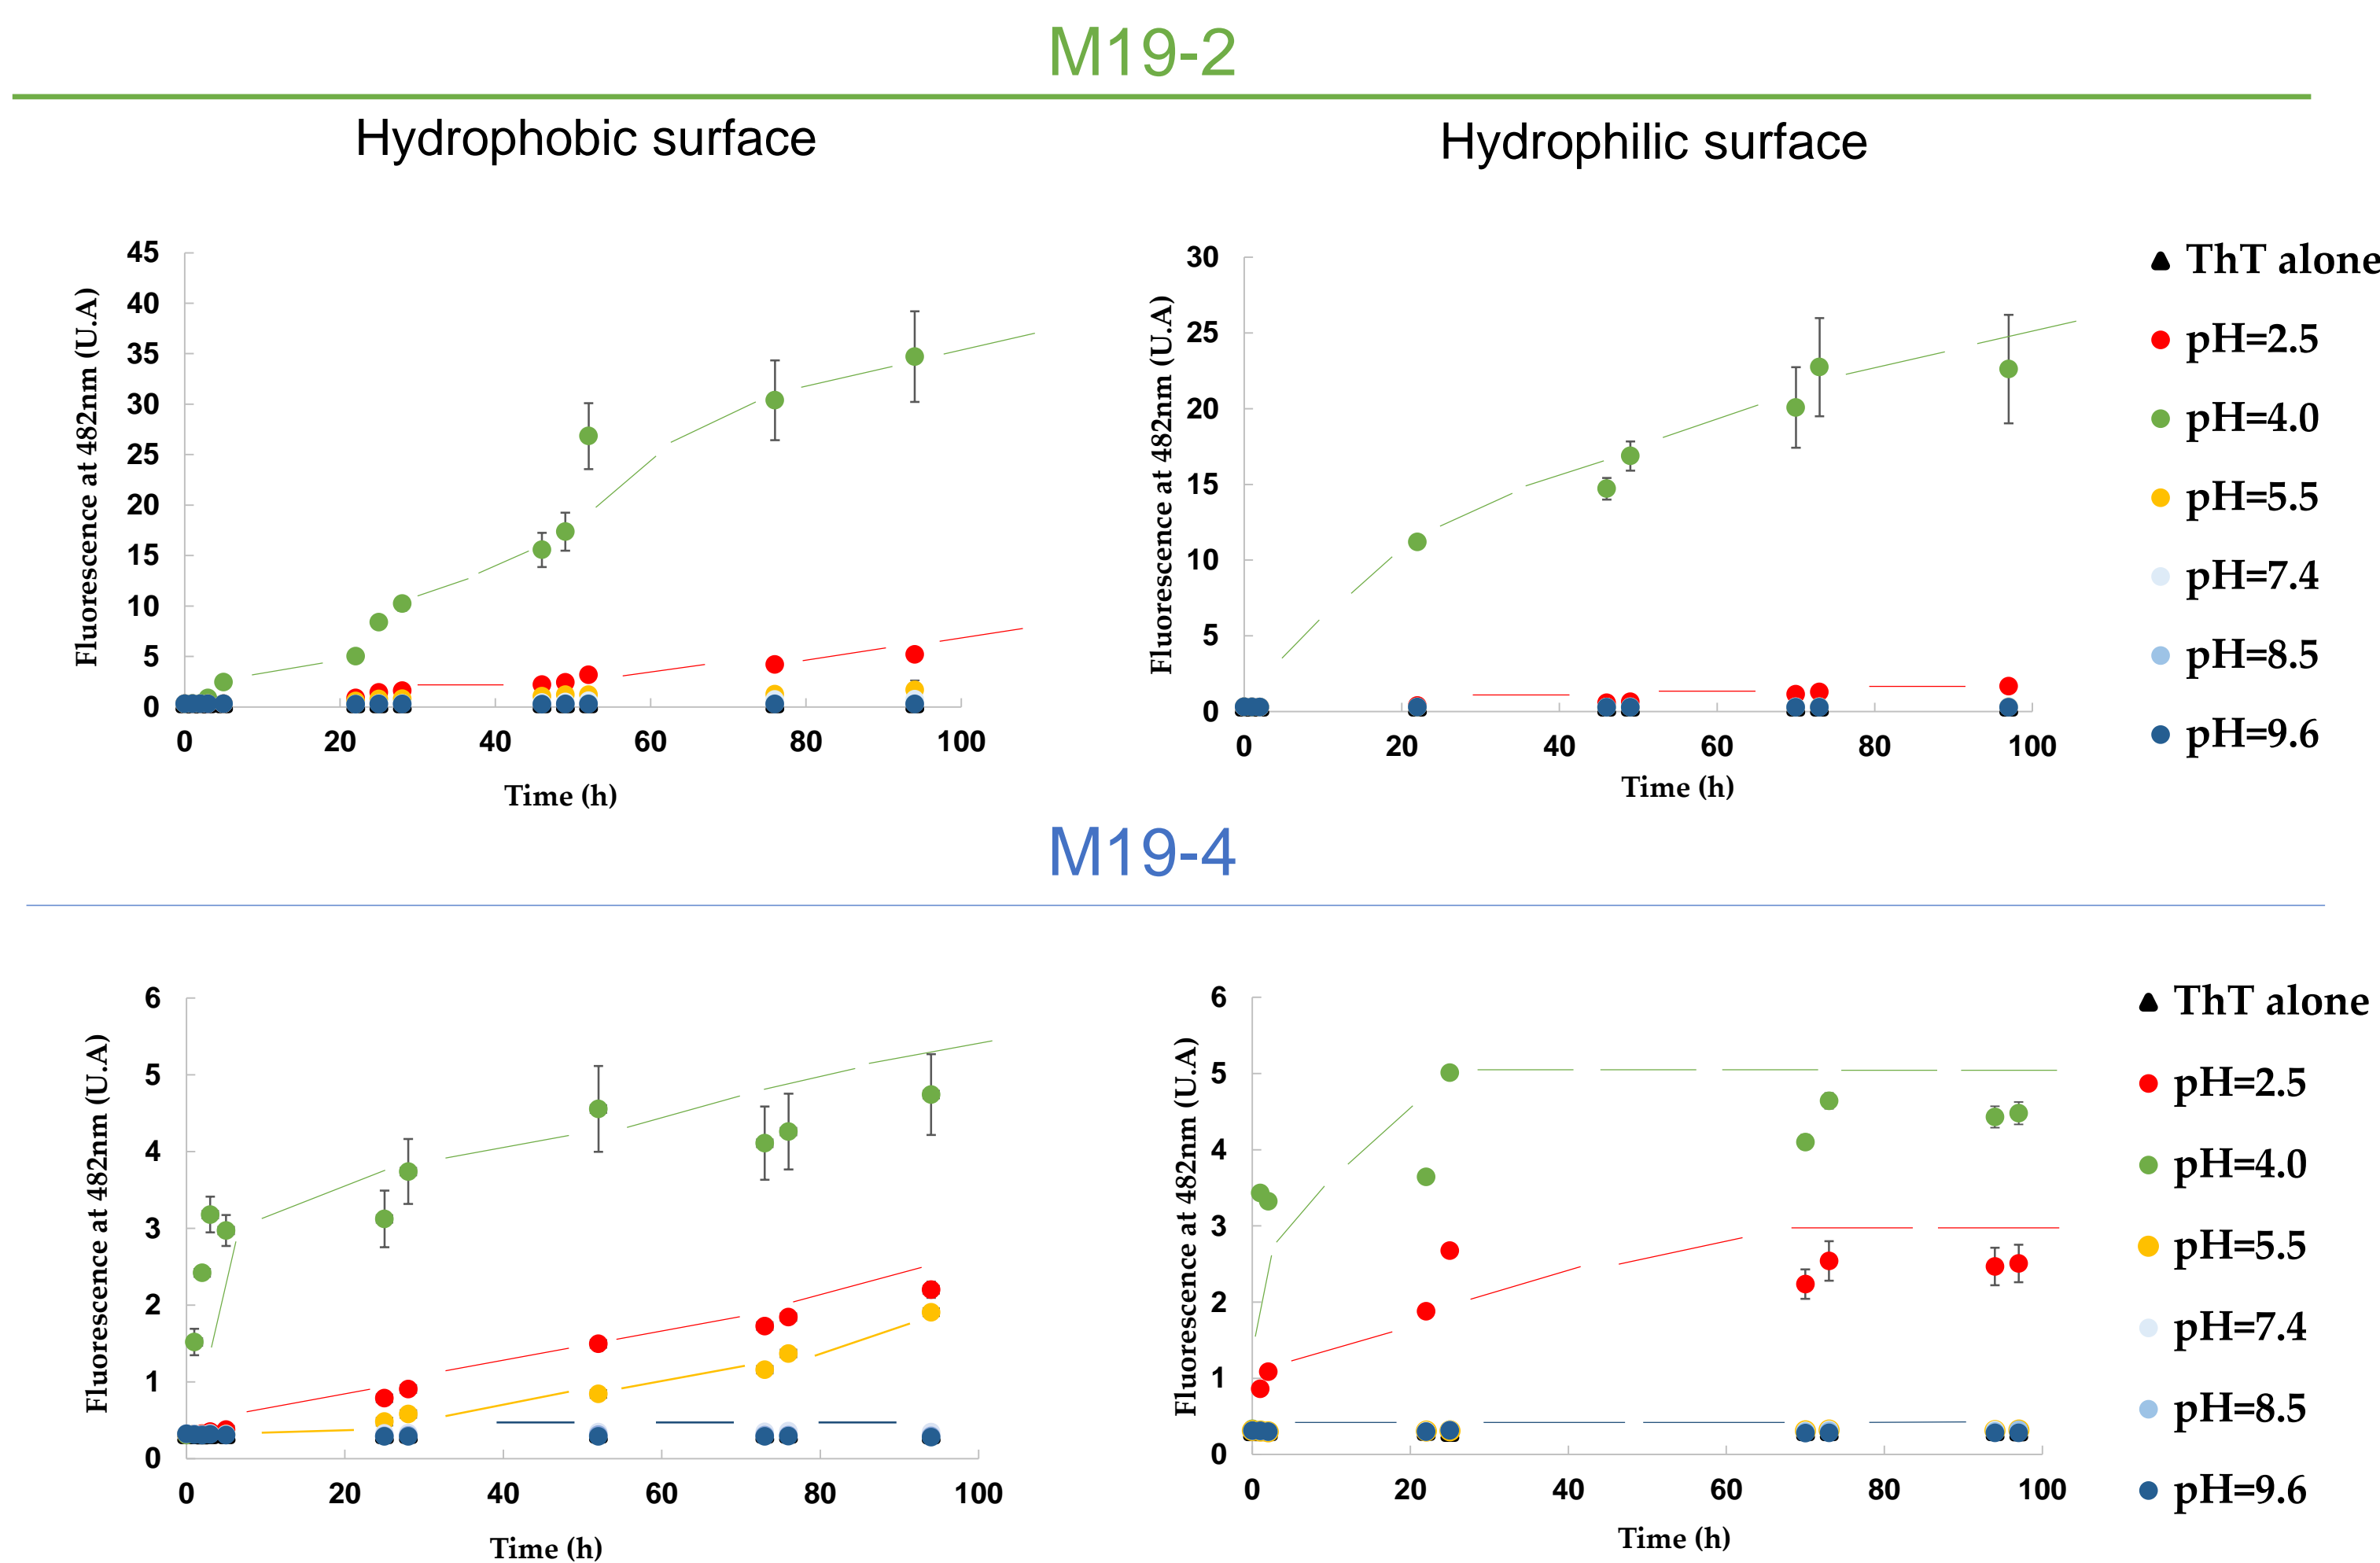 M19-2
Hydrophobic surface
Hydrophilic surface
Fluorescence at 482nm (U.A)
45
40
35
30
25
20
15
10
5
0
0 20 40 60 80 100
Time (h)
Fluorescence at 482nm (U.A)
30
25
20
15
10
5
0
0 20 40 60 80 100
Time (h)
ThT alone
pH=2.5
pH=4.0
pH=5.5
pH=7.4
pH=8.5
pH=9.6
M19-4
Fluorescence at 482nm (U.A)
6
5
4
3
2
1
0
0 20 40 60 80 100
Time (h)
Fluorescence at 482nm (U.A)
6
5
4
3
2
1
0
0 20 40 60 80 100
Time (h)
ThT alone
pH=2.5
pH=4.0
pH=5.5
pH=7.4
pH=8.5
pH=9.6